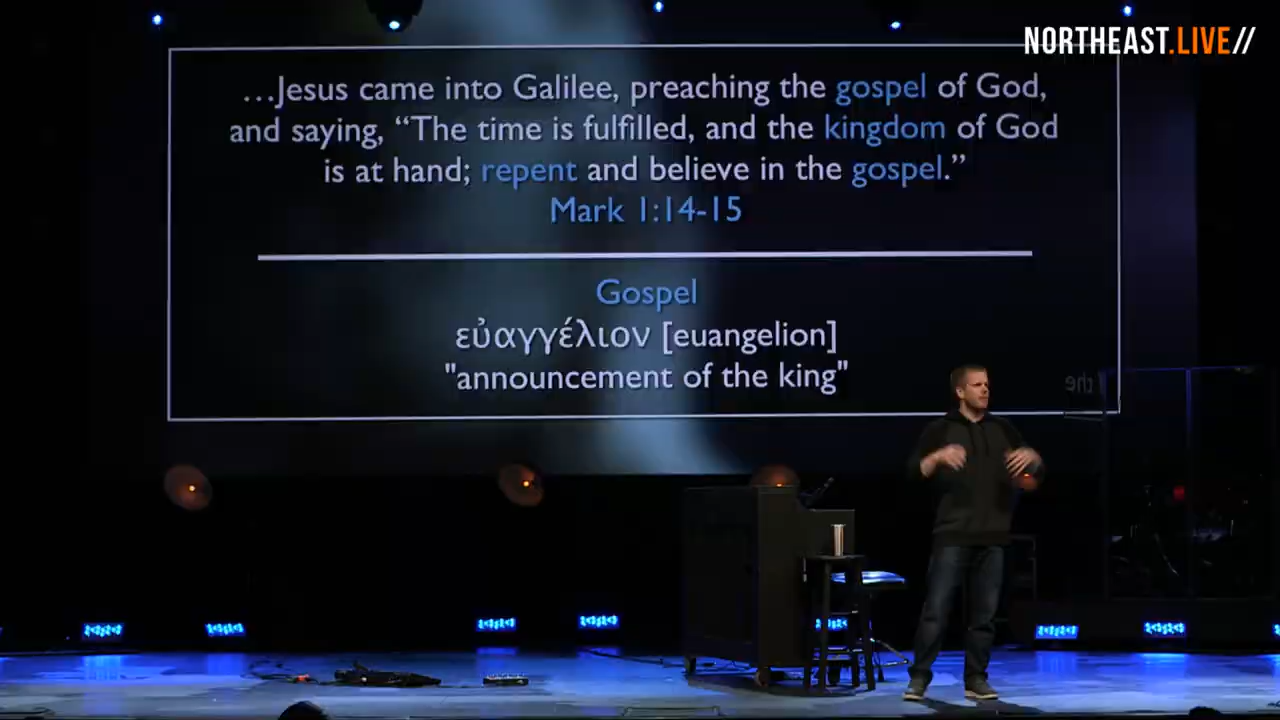 NORTHEAST.LIVE//
…Jesus came into Galilee, preaching the gospel of God,
and saying, “The time is fulfilled, and the kingdom of God
is at hand; repent and believe in the gospel.”
Mark 1:14-15
Gospel
εὐαγγέλιον [euangelion]
"announcement of the king"